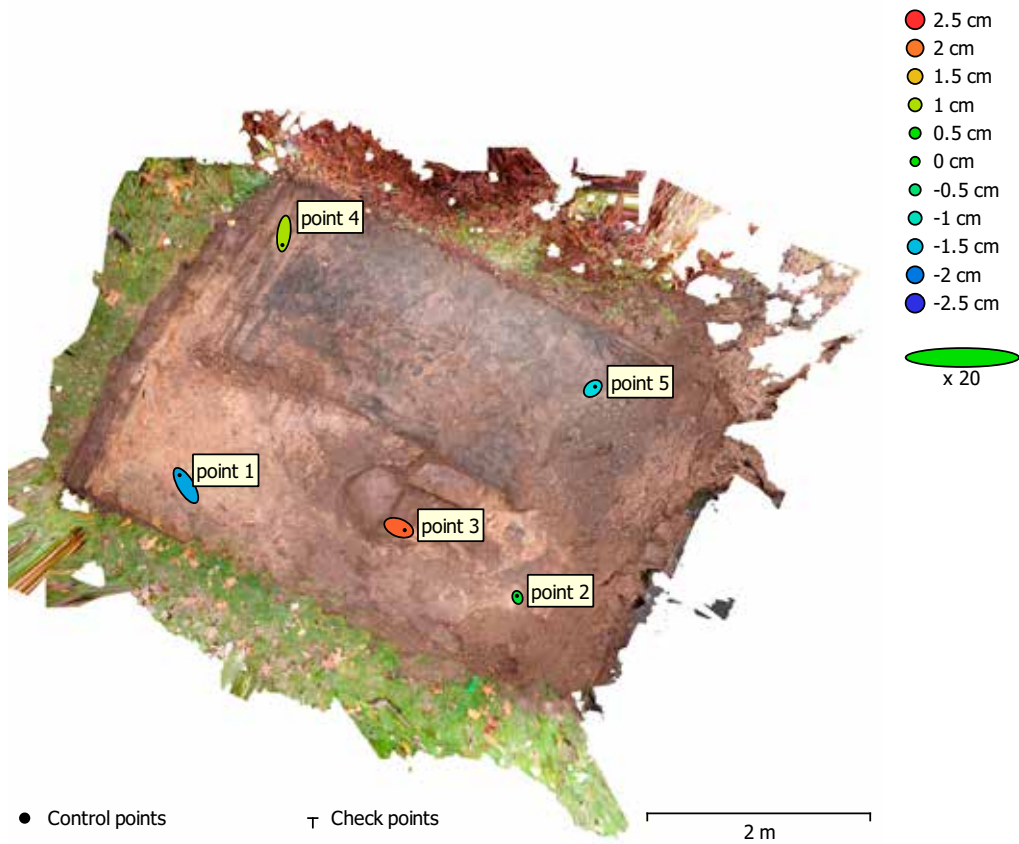 2.5 cm
2 cm
1.5 cm
1 cm
0.5 cm
0 cm
-0.5 cm
-1 cm
-1.5 cm
-2 cm
-2.5 cm
x 20
point 4
point 5
point 1
point 3
point 2
Control points
Check points
2 m